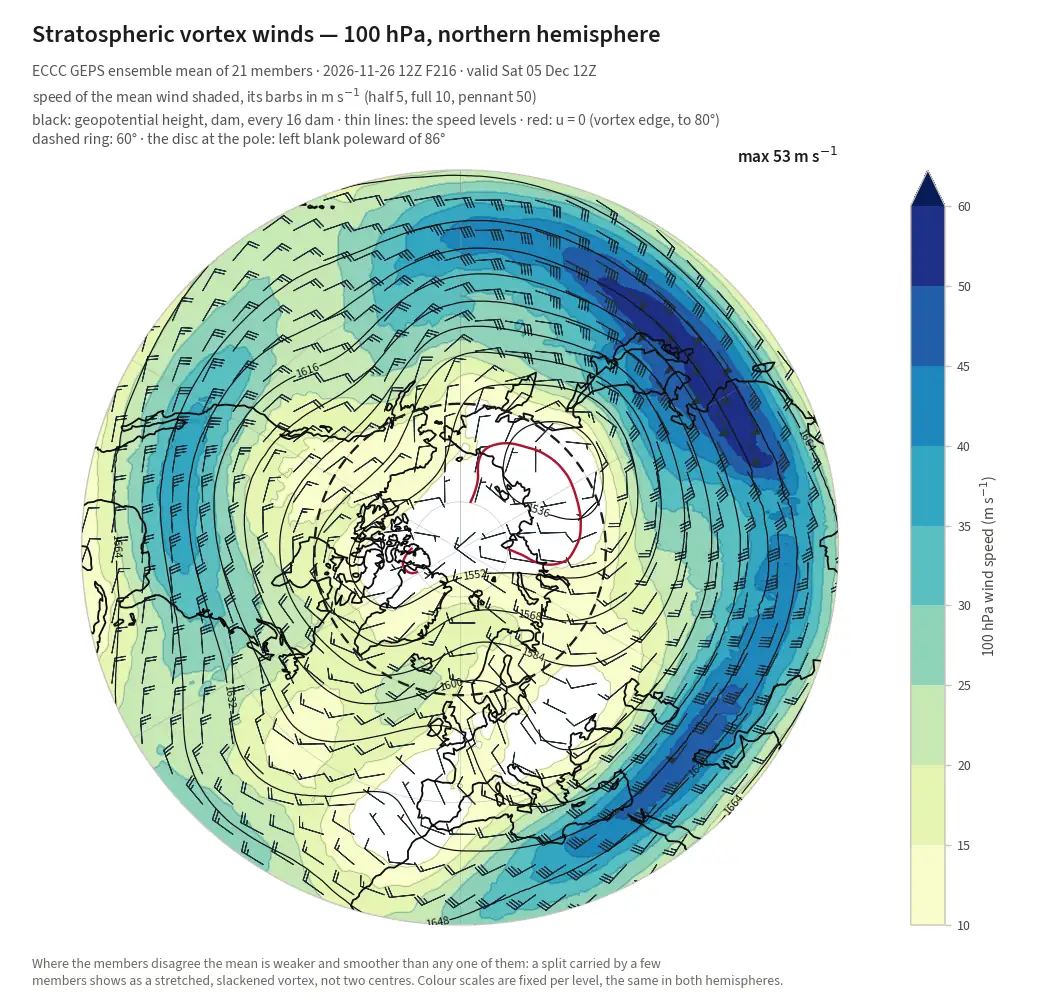 Stratospheric vortex winds — 100 hPa, northern hemisphere
ECCC GEPS ensemble mean of 21 members · 2026-11-26 12Z F216 · valid Sat 05 Dec 12Z
speed of the mean wind shaded, its barbs in m s⁻¹ (half 5, full 10, pennant 50)
black: geopotential height, dam, every 16 dam · thin lines: the speed levels · red: u = 0 (vortex edge, to 80°)
dashed ring: 60° · the disc at the pole: left blank poleward of 86°
max 53 m s⁻¹
60
50
45
40
35
30
25
20
15
10
100 hPa wind speed (m s⁻¹)
1616
1536
1664
1552
1568
1584
1600
1632
1664
1648
Where the members disagree the mean is weaker and smoother than any one of them: a split carried by a few
members shows as a stretched, slackened vortex, not two centres. Colour scales are fixed per level, the same in both hemispheres.